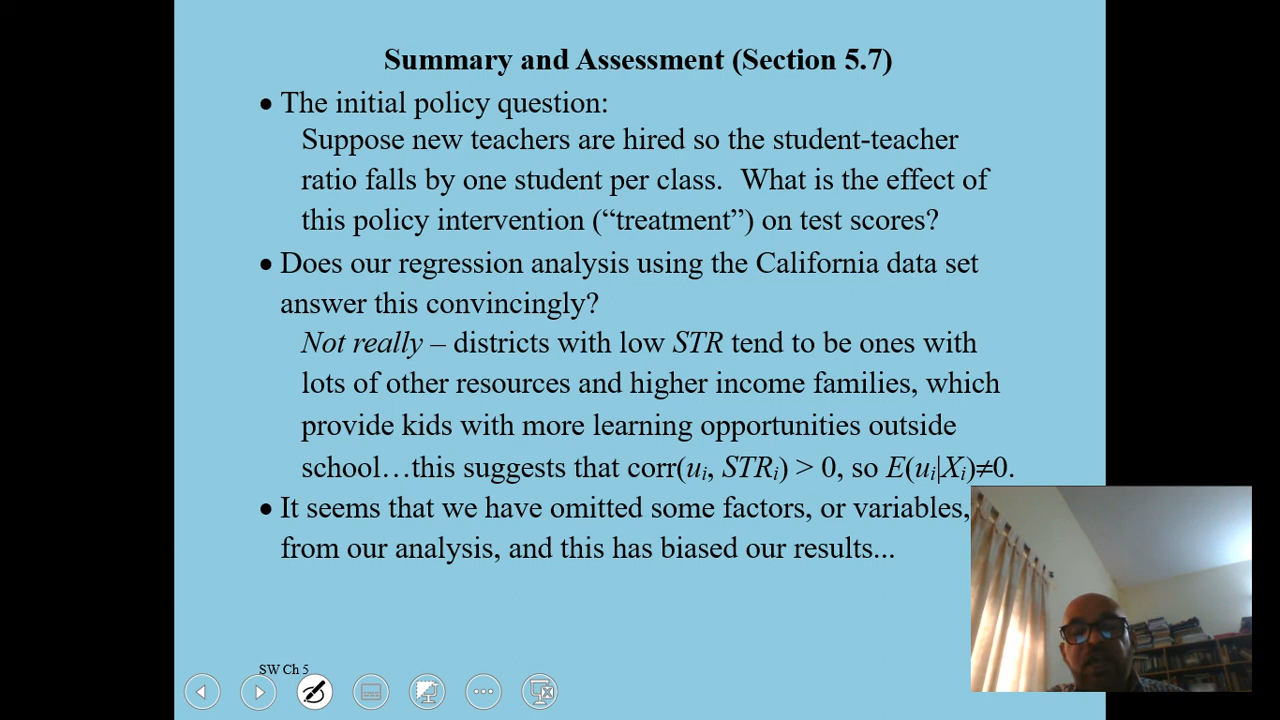 Summary and Assessment (Section 5.7)
• The initial policy question:
Suppose new teachers are hired so the student-teacher
ratio falls by one student per class. What is the effect of
this policy intervention (“treatment”) on test scores?
• Does our regression analysis using the California data set
answer this convincingly?
Not really – districts with low STR tend to be ones with
lots of other resources and higher income families, which
provide kids with more learning opportunities outside
school…this suggests that corr(uᵢ, STRᵢ) > 0, so E(uᵢ|Xᵢ)≠0.
• It seems that we have omitted some factors, or variables,
from our analysis, and this has biased our results...
SW Ch 5